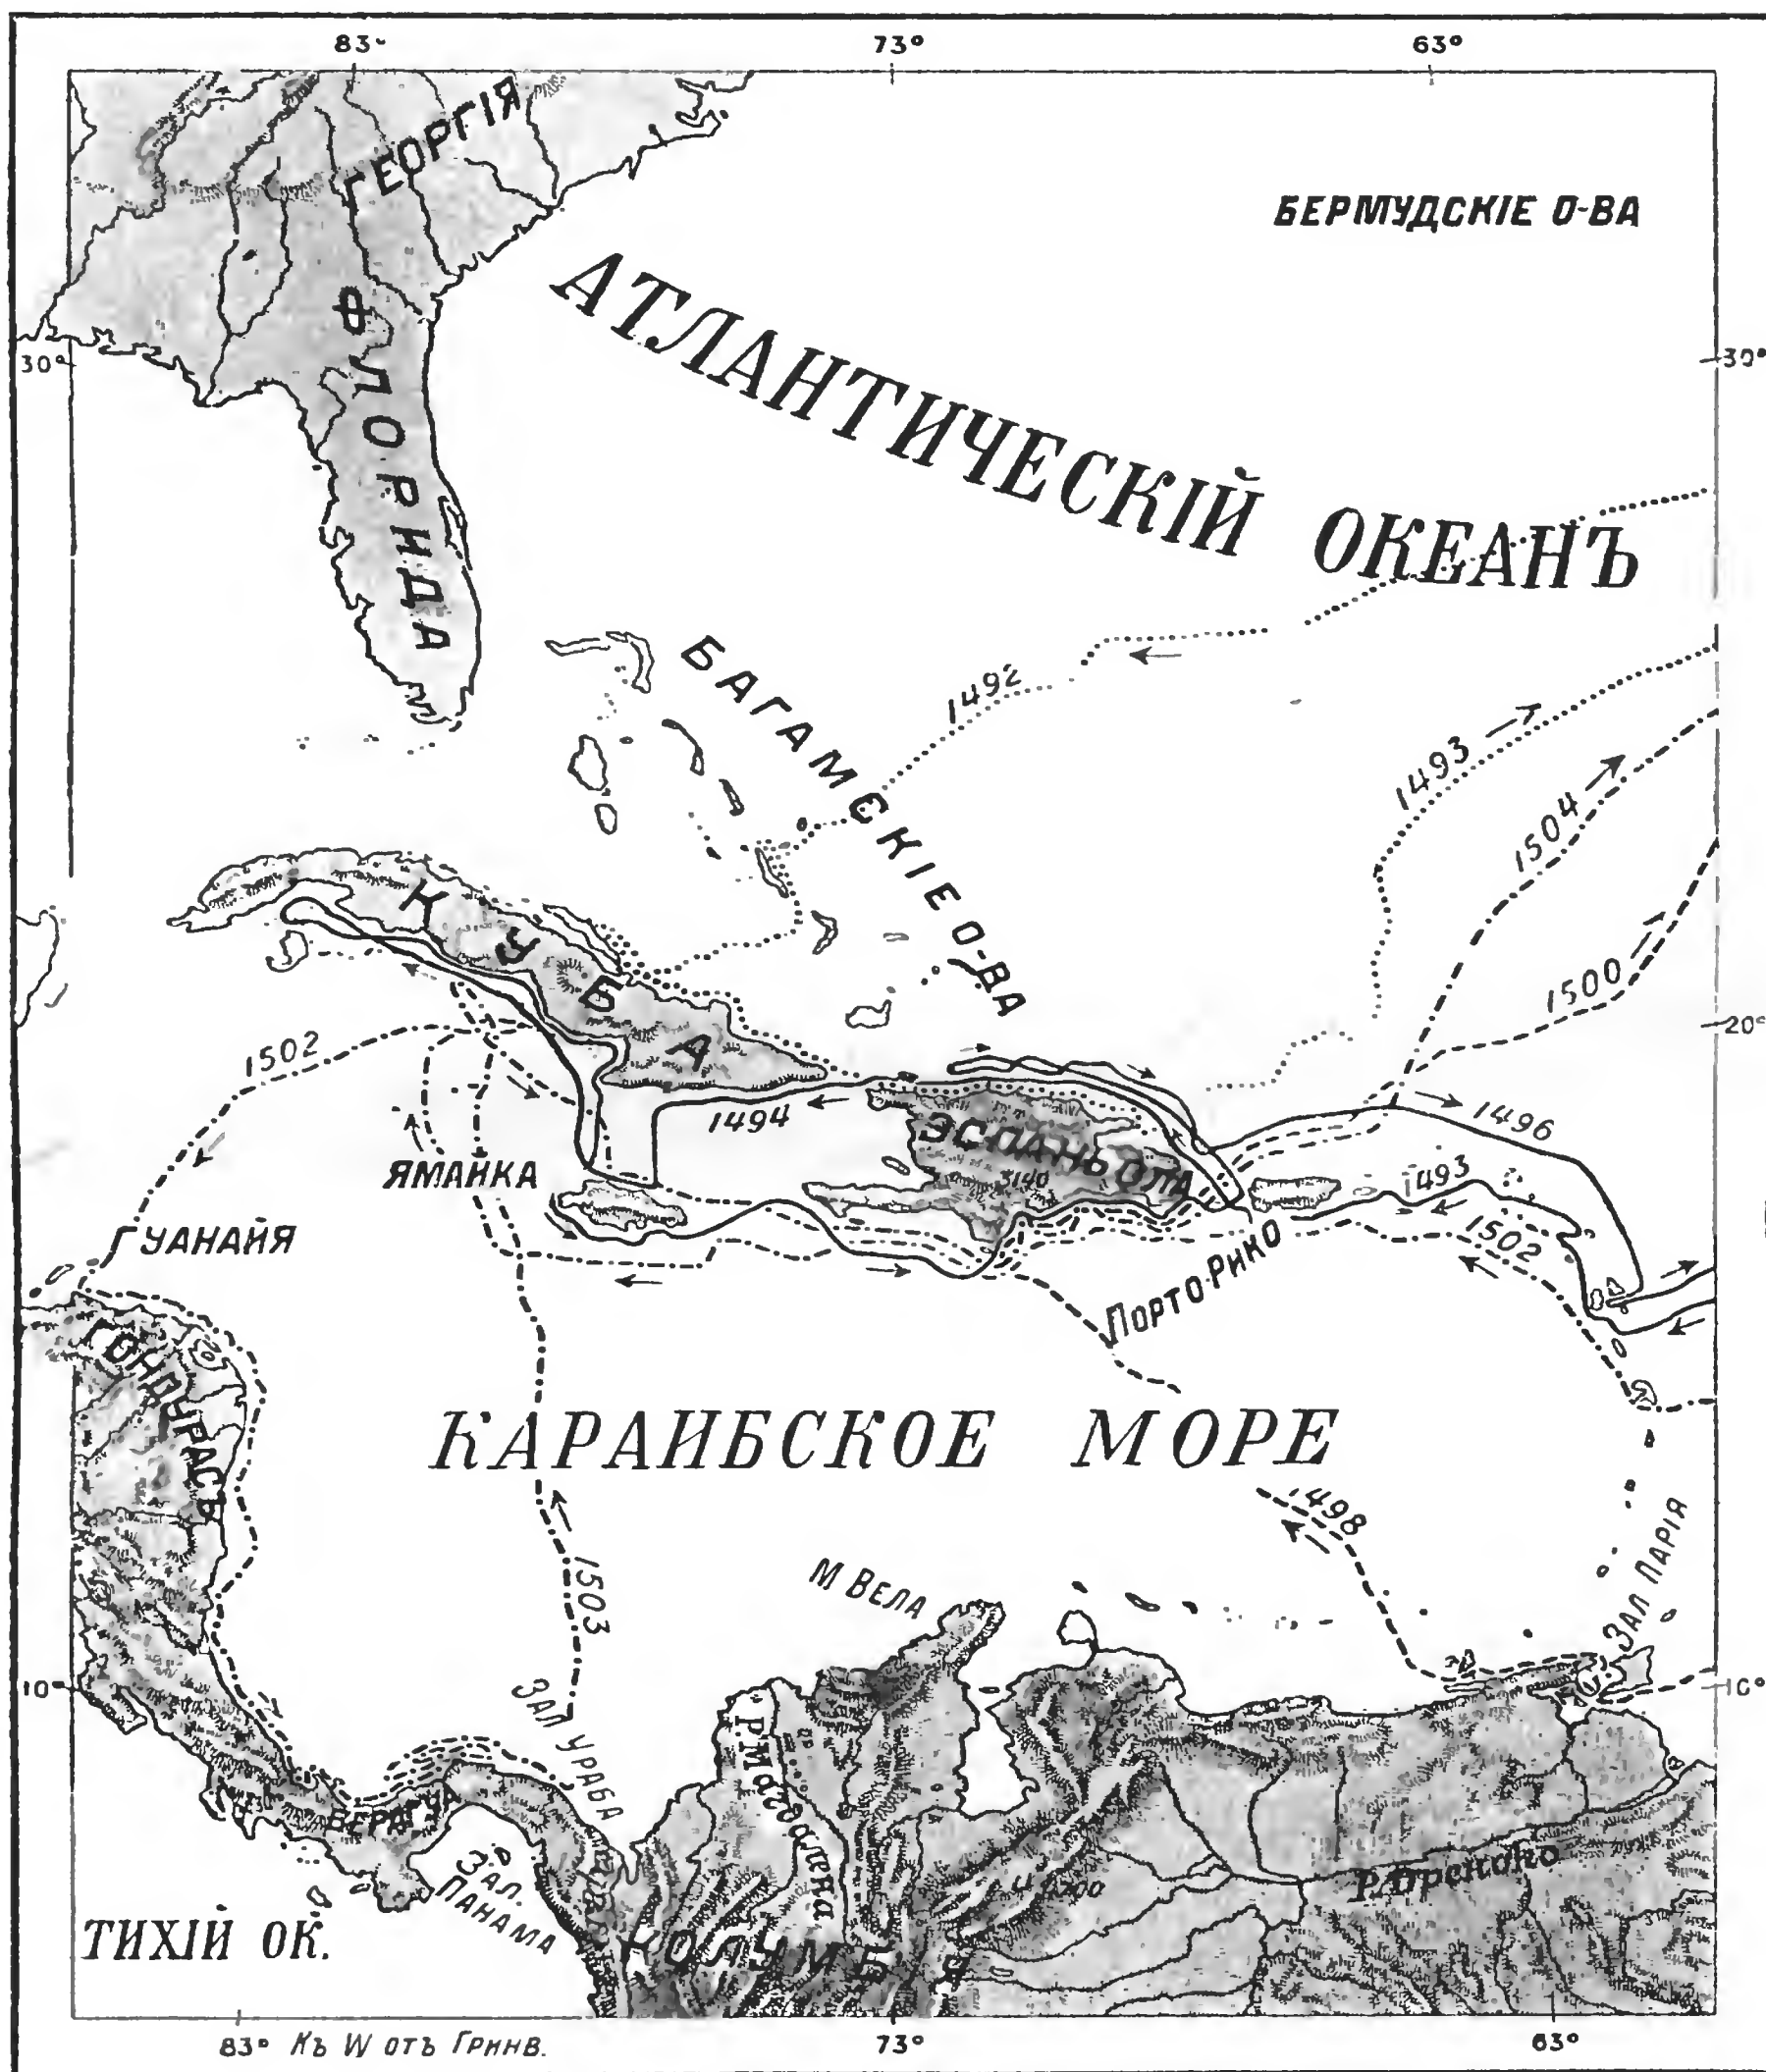 83°
73°
63°
ГЕОРГІЯ
БЕРМУДСКІЕ О-ВА
АТЛАНТИЧЕСКІЙ ОКЕАНЪ
ФЛОРИДА
30°
30°
БАГАМСКІЕ О-ВА
1492
1493
1504
1500
КУБА
20°
1502
1494
1496
ЭСПАНЬОЛА
3140
1493
ЯМАЙКА
1502
ГУАНАЙЯ
ПОРТО-РИКО
ГОНДУРАСЪ
КАРАИБСКОЕ МОРЕ
1498
1503
М ВЕЛА
ЗАЛ ПАРІЯ
10°
10°
ЗАЛ УРАБА
Р. Магдалена
ВЕРАГУА
ЗАЛ.
ПАНАМА
Р. Ореноко
ТИХІЙ ОК.
КОЛУМБІЯ
83° КЪ W ОТЪ ГРИНВ.
73°
63°